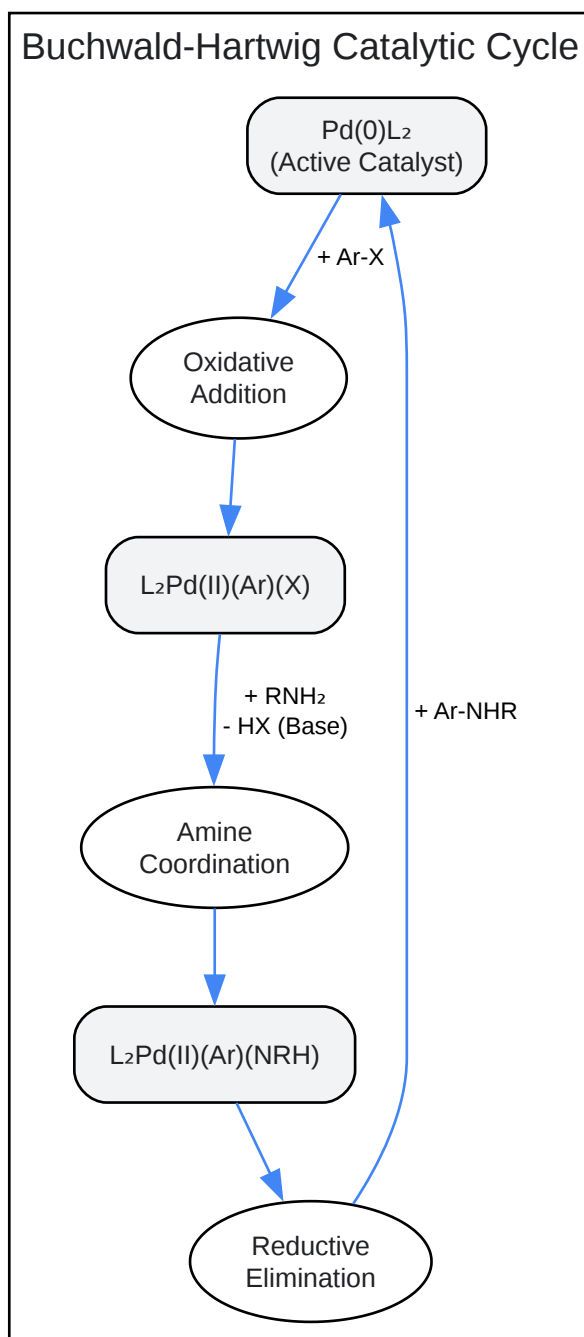 Buchwald-Hartwig Catalytic Cycle
Pd(0)L₂
(Active Catalyst)
+ Ar-X
Oxidative
Addition
L₂Pd(II)(Ar)(X)
+ RNH₂
- HX (Base)
+ Ar-NHR
Amine
Coordination
L₂Pd(II)(Ar)(NRH)
Reductive
Elimination